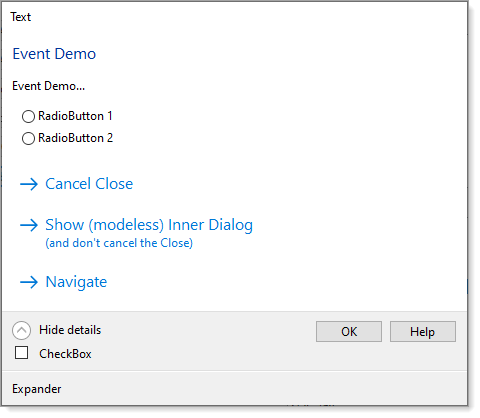 Text
Event Demo
Event Demo...
RadioButton 1
RadioButton 2
Cancel Close
Show (modeless) Inner Dialog
(and don't cancel the Close)
Navigate
Hide details
OK
Help
CheckBox
Expander